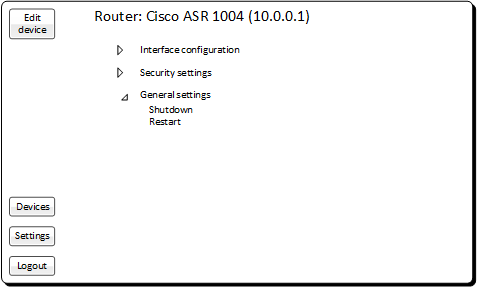 Edit
device
Router: Cisco ASR 1004 (10.0.0.1)
Interface configuration
Security settings
General settings
Shutdown
Restart
Devices
Settings
Logout